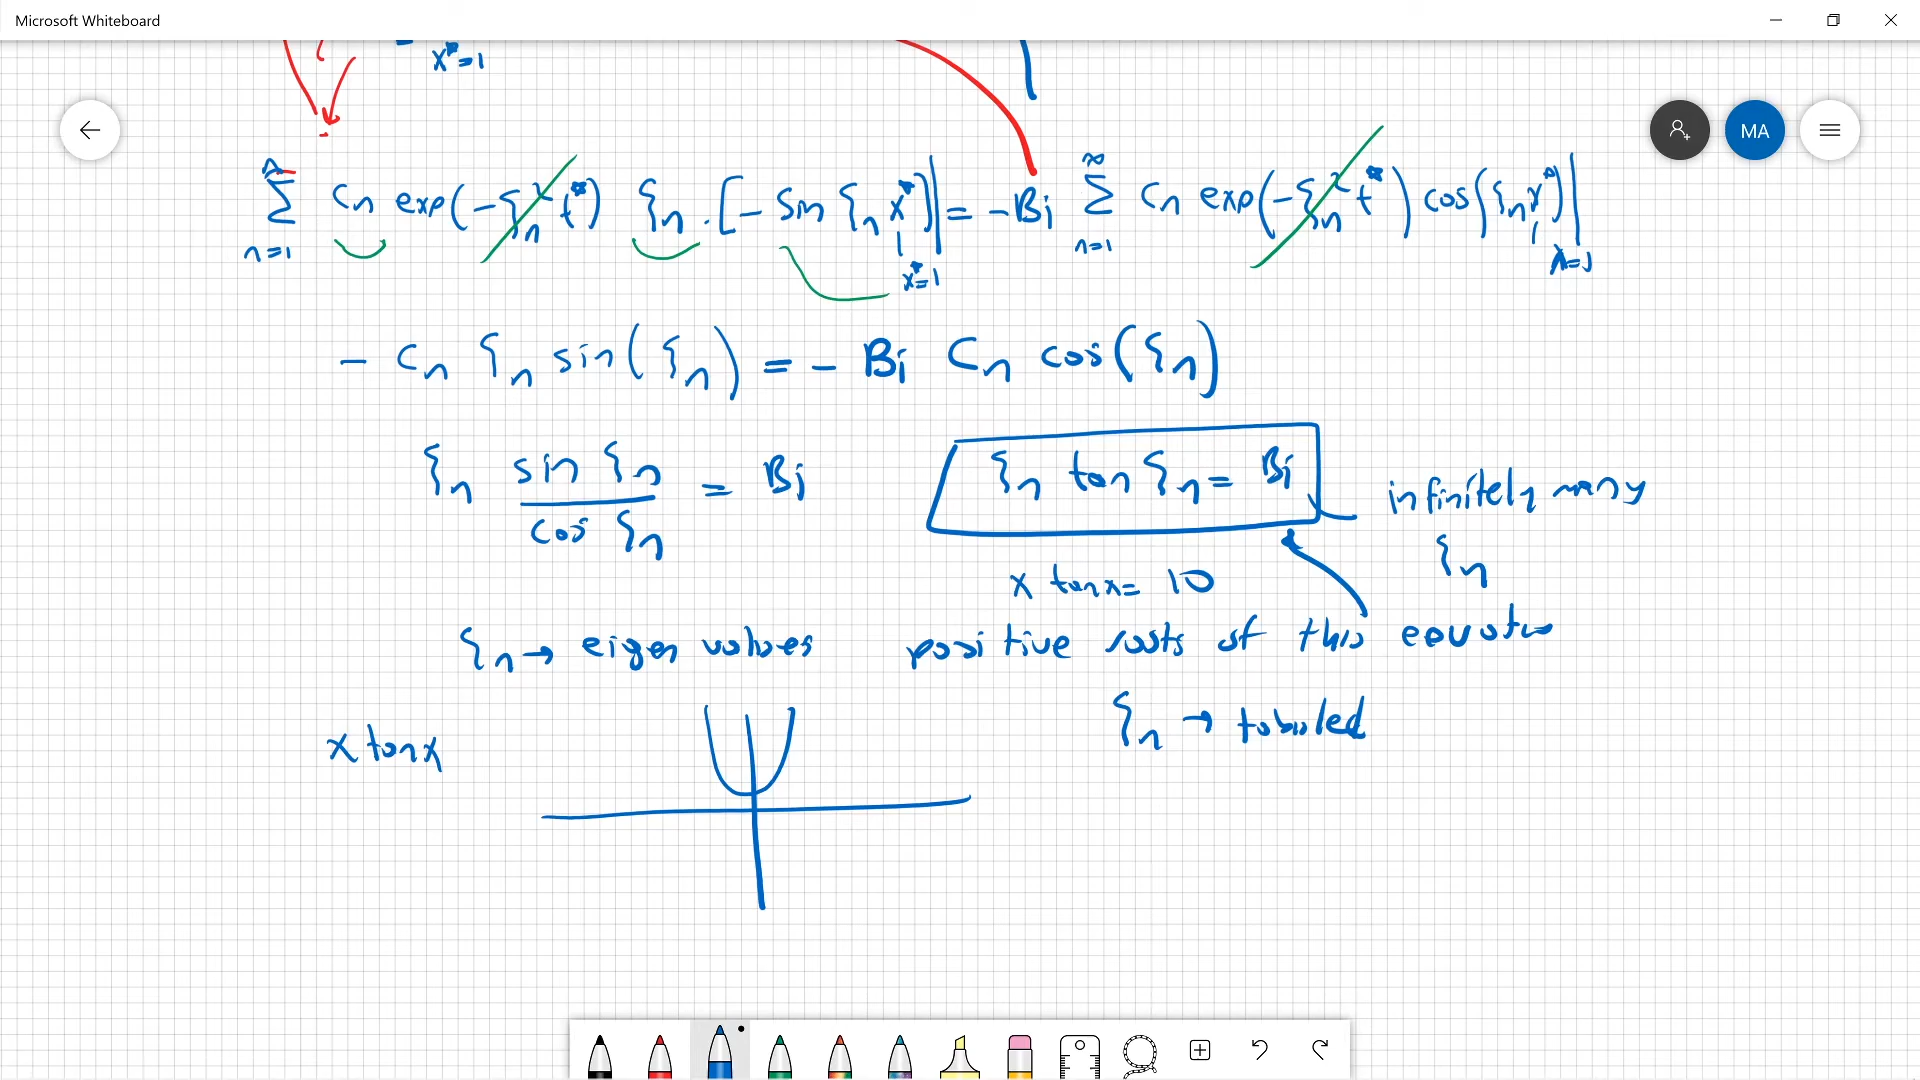 Microsoft Whiteboard
x*=1
MA
∞ Σ n=1 Cn exp(-ξn² t*) ξn · [- Sin ξn x*]| x*=1 = -Bi ∞ Σ n=1 Cn exp(-ξn² t*) cos(ξn x*)| x=1
- Cn ξn sin(ξn) = - Bi Cn cos(ξn)
ξn sin ξn / cos ξn = Bi
ξn tan ξn = Bi
infinitely many
ξn
x tan x = 10
ξn → eigen values
positive roots of this equation
ξn → tabulated
x tan x